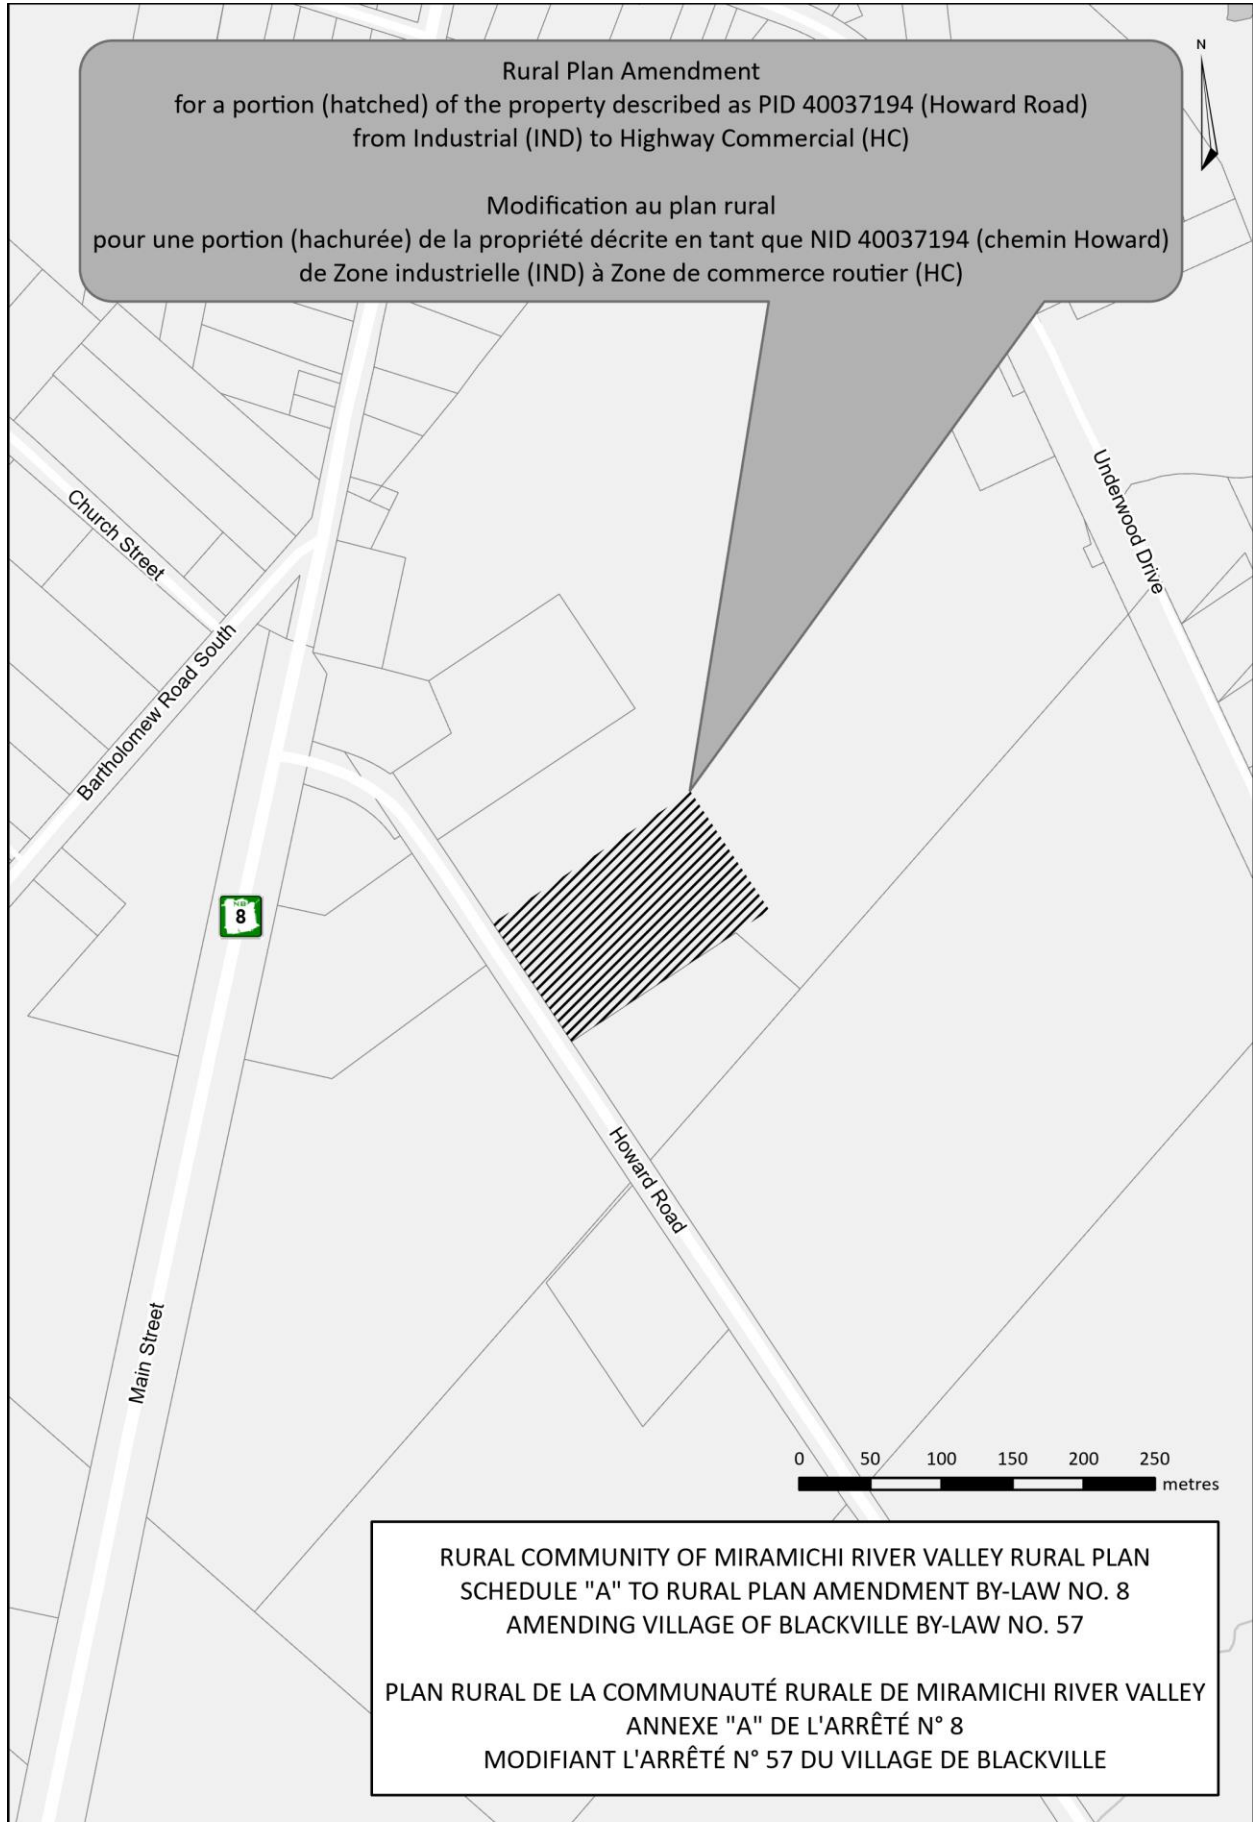 Rural Plan Amendment
for a portion (hatched) of the property described as PID 40037194 (Howard Road)
from Industrial (IND) to Highway Commercial (HC)
Modification au plan rural
pour une portion (hachurée) de la propriété décrite en tant que NID 40037194 (chemin Howard)
de Zone industrielle (IND) à Zone de commerce routier (HC)
N
Church Street
Underwood Drive
Bartholomew Road South
NB
8
Howard Road
Main Street
0 50 100 150 200 250
metres
RURAL COMMUNITY OF MIRAMICHI RIVER VALLEY RURAL PLAN
SCHEDULE "A" TO RURAL PLAN AMENDMENT BY-LAW NO. 8
AMENDING VILLAGE OF BLACKVILLE BY-LAW NO. 57
PLAN RURAL DE LA COMMUNAUTÉ RURALE DE MIRAMICHI RIVER VALLEY
ANNEXE "A" DE L'ARRÊTÉ N° 8
MODIFIANT L'ARRÊTÉ N° 57 DU VILLAGE DE BLACKVILLE